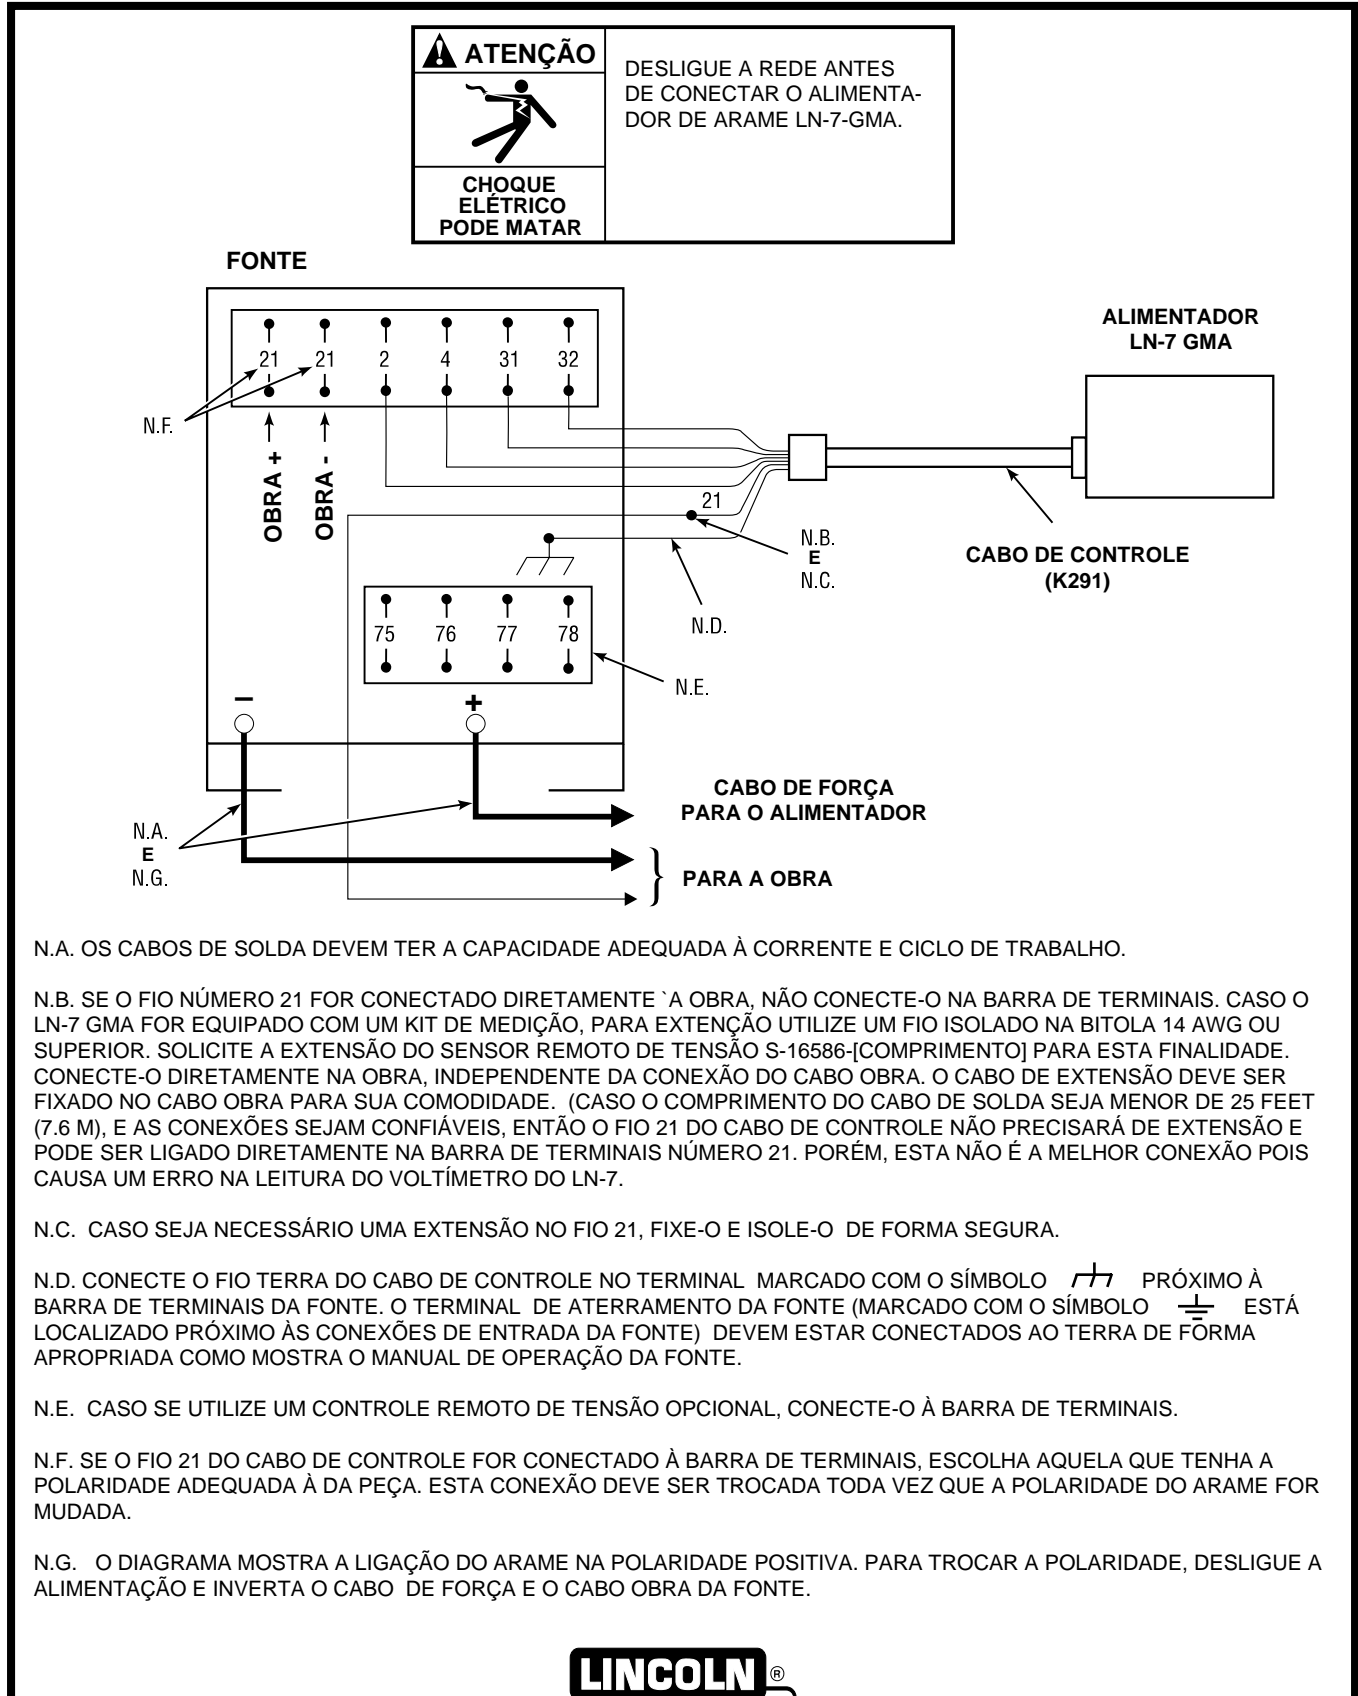 ATENÇÃO
CHOQUE
ELÉTRICO
PODE MATAR
DESLIGUE A REDE ANTES
DE CONECTAR O ALIMENTA-
DOR DE ARAME LN-7-GMA.
FONTE
21 21 2 4 31 32
N.F.
OBRA +
OBRA -
ALIMENTADOR
LN-7 GMA
21
N.B.
E
N.C.
CABO DE CONTROLE
(K291)
N.D.
75 76 77 78
N.E.
– +
CABO DE FORÇA
PARA O ALIMENTADOR
N.A.
E
N.G.
PARA A OBRA
N.A. OS CABOS DE SOLDA DEVEM TER A CAPACIDADE ADEQUADA À CORRENTE E CICLO DE TRABALHO.
N.B. SE O FIO NÚMERO 21 FOR CONECTADO DIRETAMENTE `A OBRA, NÃO CONECTE-O NA BARRA DE TERMINAIS. CASO O
LN-7 GMA FOR EQUIPADO COM UM KIT DE MEDIÇÃO, PARA EXTENÇÃO UTILIZE UM FIO ISOLADO NA BITOLA 14 AWG OU
SUPERIOR. SOLICITE A EXTENSÃO DO SENSOR REMOTO DE TENSÃO S-16586-[COMPRIMENTO] PARA ESTA FINALIDADE.
CONECTE-O DIRETAMENTE NA OBRA, INDEPENDENTE DA CONEXÃO DO CABO OBRA. O CABO DE EXTENSÃO DEVE SER
FIXADO NO CABO OBRA PARA SUA COMODIDADE. (CASO O COMPRIMENTO DO CABO DE SOLDA SEJA MENOR DE 25 FEET
(7.6 M), E AS CONEXÕES SEJAM CONFIÁVEIS, ENTÃO O FIO 21 DO CABO DE CONTROLE NÃO PRECISARÁ DE EXTENSÃO E
PODE SER LIGADO DIRETAMENTE NA BARRA DE TERMINAIS NÚMERO 21. PORÉM, ESTA NÃO É A MELHOR CONEXÃO POIS
CAUSA UM ERRO NA LEITURA DO VOLTÍMETRO DO LN-7.
N.C. CASO SEJA NECESSÁRIO UMA EXTENSÃO NO FIO 21, FIXE-O E ISOLE-O DE FORMA SEGURA.
N.D. CONECTE O FIO TERRA DO CABO DE CONTROLE NO TERMINAL MARCADO COM O SÍMBOLO PRÓXIMO À
BARRA DE TERMINAIS DA FONTE. O TERMINAL DE ATERRAMENTO DA FONTE (MARCADO COM O SÍMBOLO ESTÁ
LOCALIZADO PRÓXIMO ÀS CONEXÕES DE ENTRADA DA FONTE) DEVEM ESTAR CONECTADOS AO TERRA DE FORMA
APROPRIADA COMO MOSTRA O MANUAL DE OPERAÇÃO DA FONTE.
N.E. CASO SE UTILIZE UM CONTROLE REMOTO DE TENSÃO OPCIONAL, CONECTE-O À BARRA DE TERMINAIS.
N.F. SE O FIO 21 DO CABO DE CONTROLE FOR CONECTADO À BARRA DE TERMINAIS, ESCOLHA AQUELA QUE TENHA A
POLARIDADE ADEQUADA À DA PEÇA. ESTA CONEXÃO DEVE SER TROCADA TODA VEZ QUE A POLARIDADE DO ARAME FOR
MUDADA.
N.G. O DIAGRAMA MOSTRA A LIGAÇÃO DO ARAME NA POLARIDADE POSITIVA. PARA TROCAR A POLARIDADE, DESLIGUE A
ALIMENTAÇÃO E INVERTA O CABO DE FORÇA E O CABO OBRA DA FONTE.
LINCOLN ®